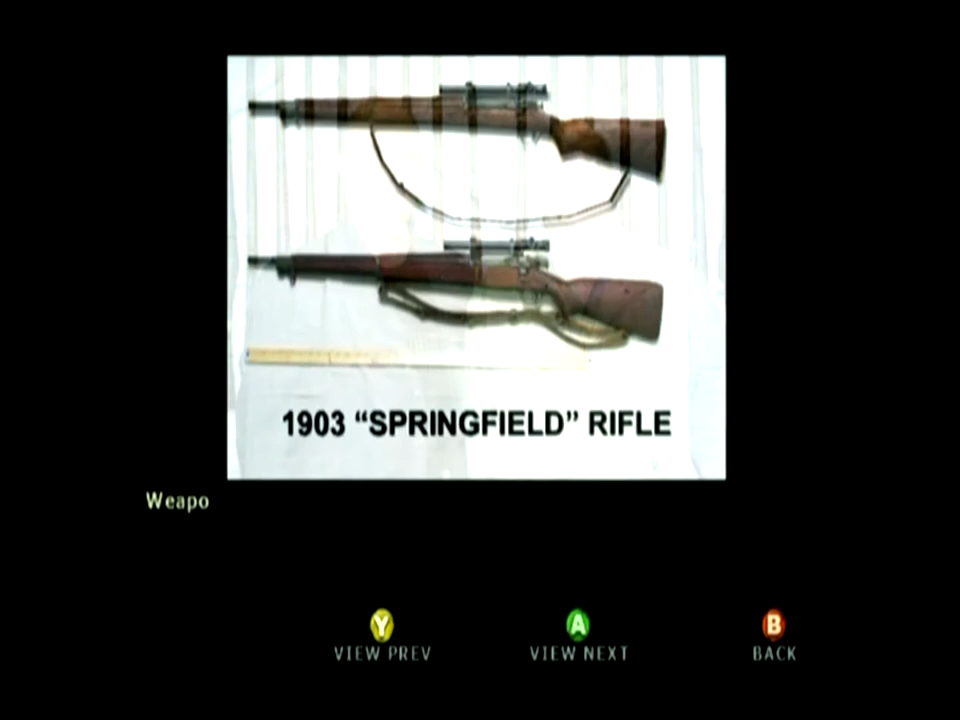 1903 “SPRINGFIELD” RIFLE
Weapo
Y A B
VIEW PREV VIEW NEXT BACK